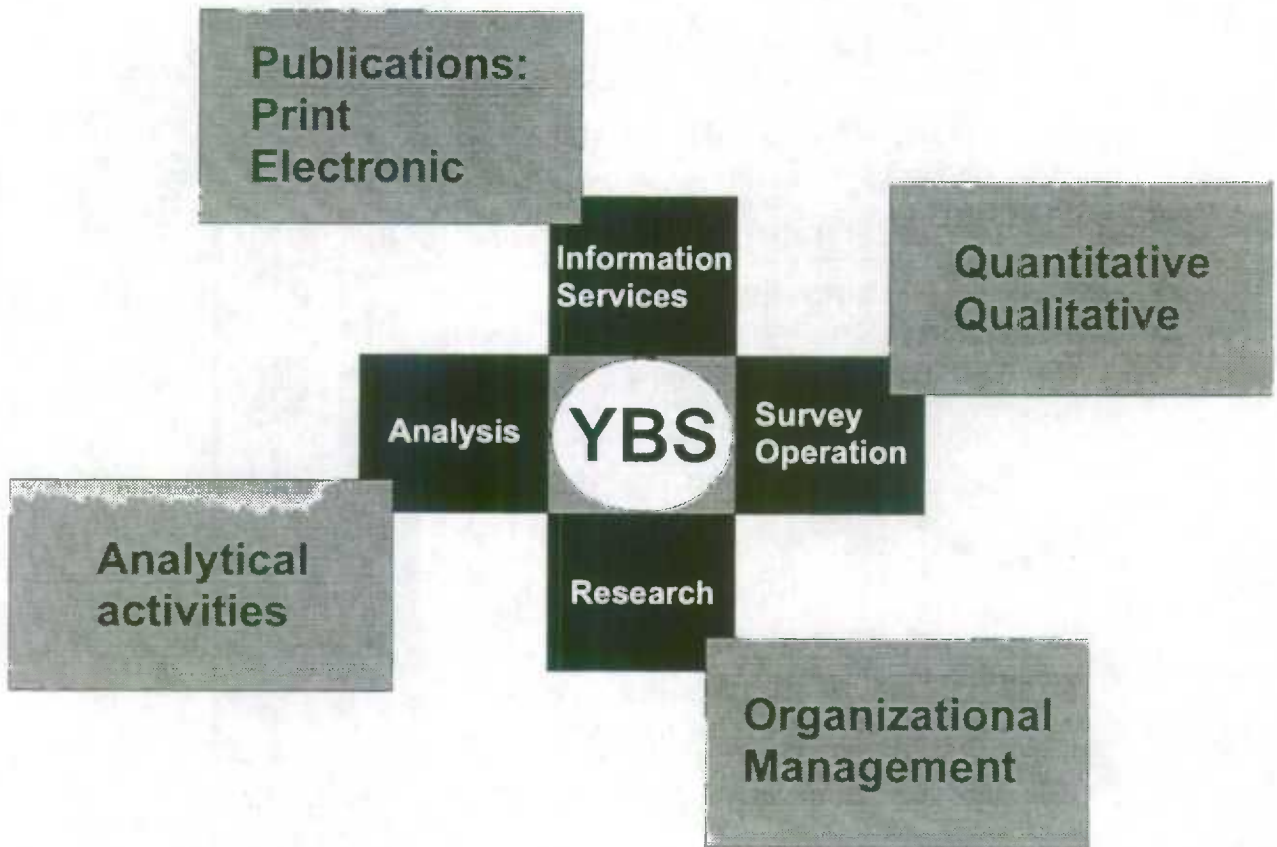 Publications:
Print
Electronic
Information
Services
Quantitative
Qualitative
Analysis
YBS
Survey
Operation
Analytical
activities
Research
Organizational
Management